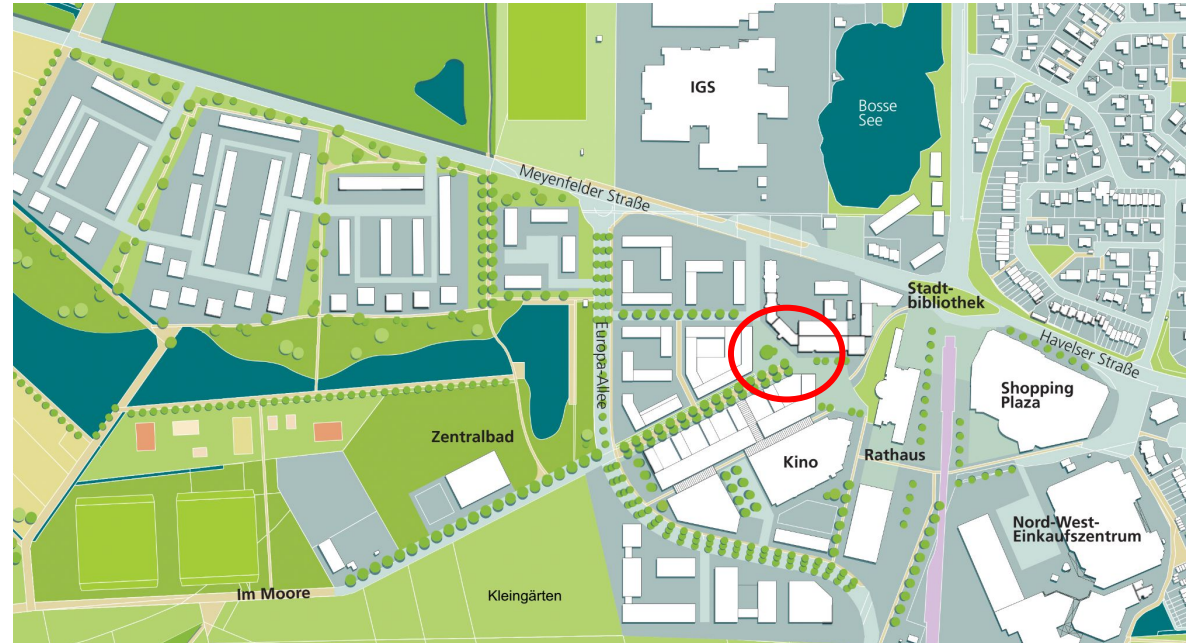 IGS
Bosse
See
Meyenfelder Straße
Stadt-
bibliothek
Havelser Straße
Europa-Allee
Shopping
Plaza
Zentralbad
Kino
Rathaus
Nord-West-
Einkaufszentrum
Im Moore
Kleingärten